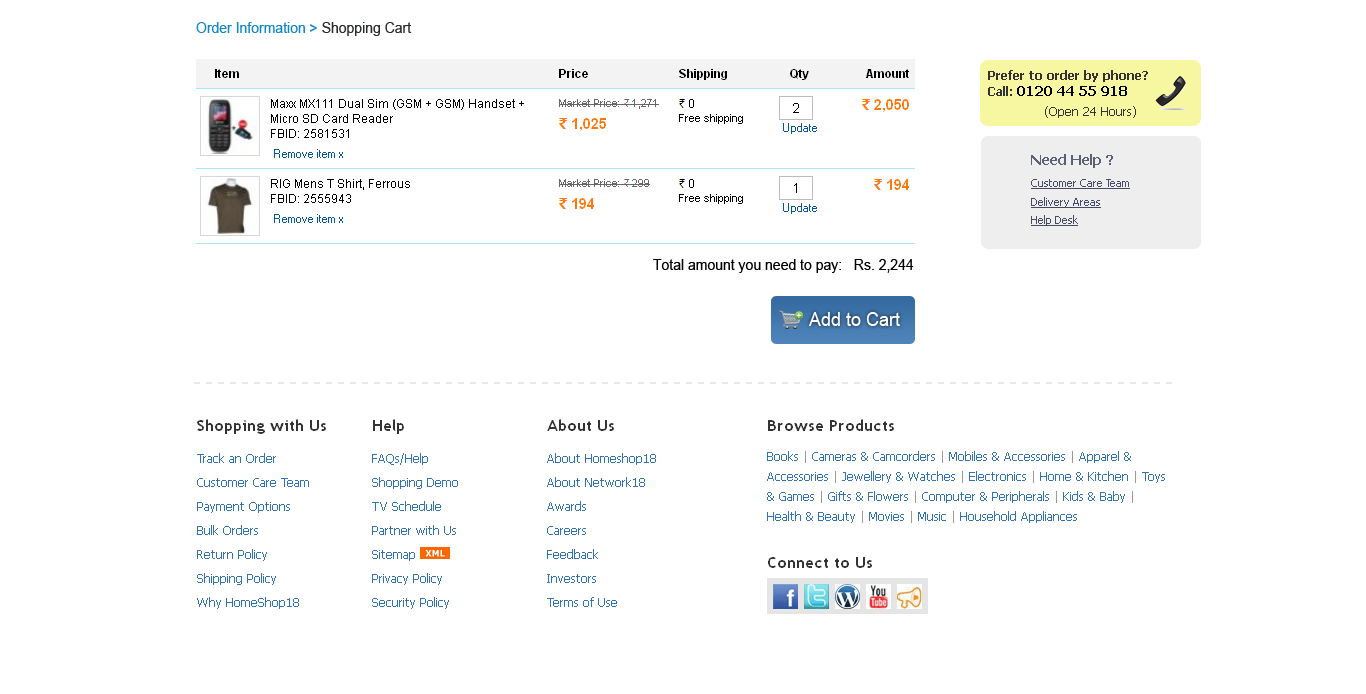 Order Information > Shopping Cart
Item Price Shipping Qty Amount
Maxx MX111 Dual Sim (GSM + GSM) Handset + Market Price: ₹ 1,271 ₹ 0 2 ₹ 2,050
Micro SD Card Reader ₹ 1,025 Free shipping Update
FBID: 2581531
Remove item x
RIG Mens T Shirt, Ferrous Market Price: ₹ 299 ₹ 0 1 ₹ 194
FBID: 2555943 ₹ 194 Free shipping Update
Remove item x
Total amount you need to pay: Rs. 2,244
Add to Cart
Prefer to order by phone?
Call: 0120 44 55 918
(Open 24 Hours)
Need Help ?
Customer Care Team
Delivery Areas
Help Desk
Shopping with Us
Track an Order
Customer Care Team
Payment Options
Bulk Orders
Return Policy
Shipping Policy
Why HomeShop18
Help
FAQs/Help
Shopping Demo
TV Schedule
Partner with Us
Sitemap XML
Privacy Policy
Security Policy
About Us
About Homeshop18
About Network18
Awards
Careers
Feedback
Investors
Terms of Use
Browse Products
Books | Cameras & Camcorders | Mobiles & Accessories | Apparel &
Accessories | Jewellery & Watches | Electronics | Home & Kitchen | Toys
& Games | Gifts & Flowers | Computer & Peripherals | Kids & Baby |
Health & Beauty | Movies | Music | Household Appliances
Connect to Us
f t W You Tube